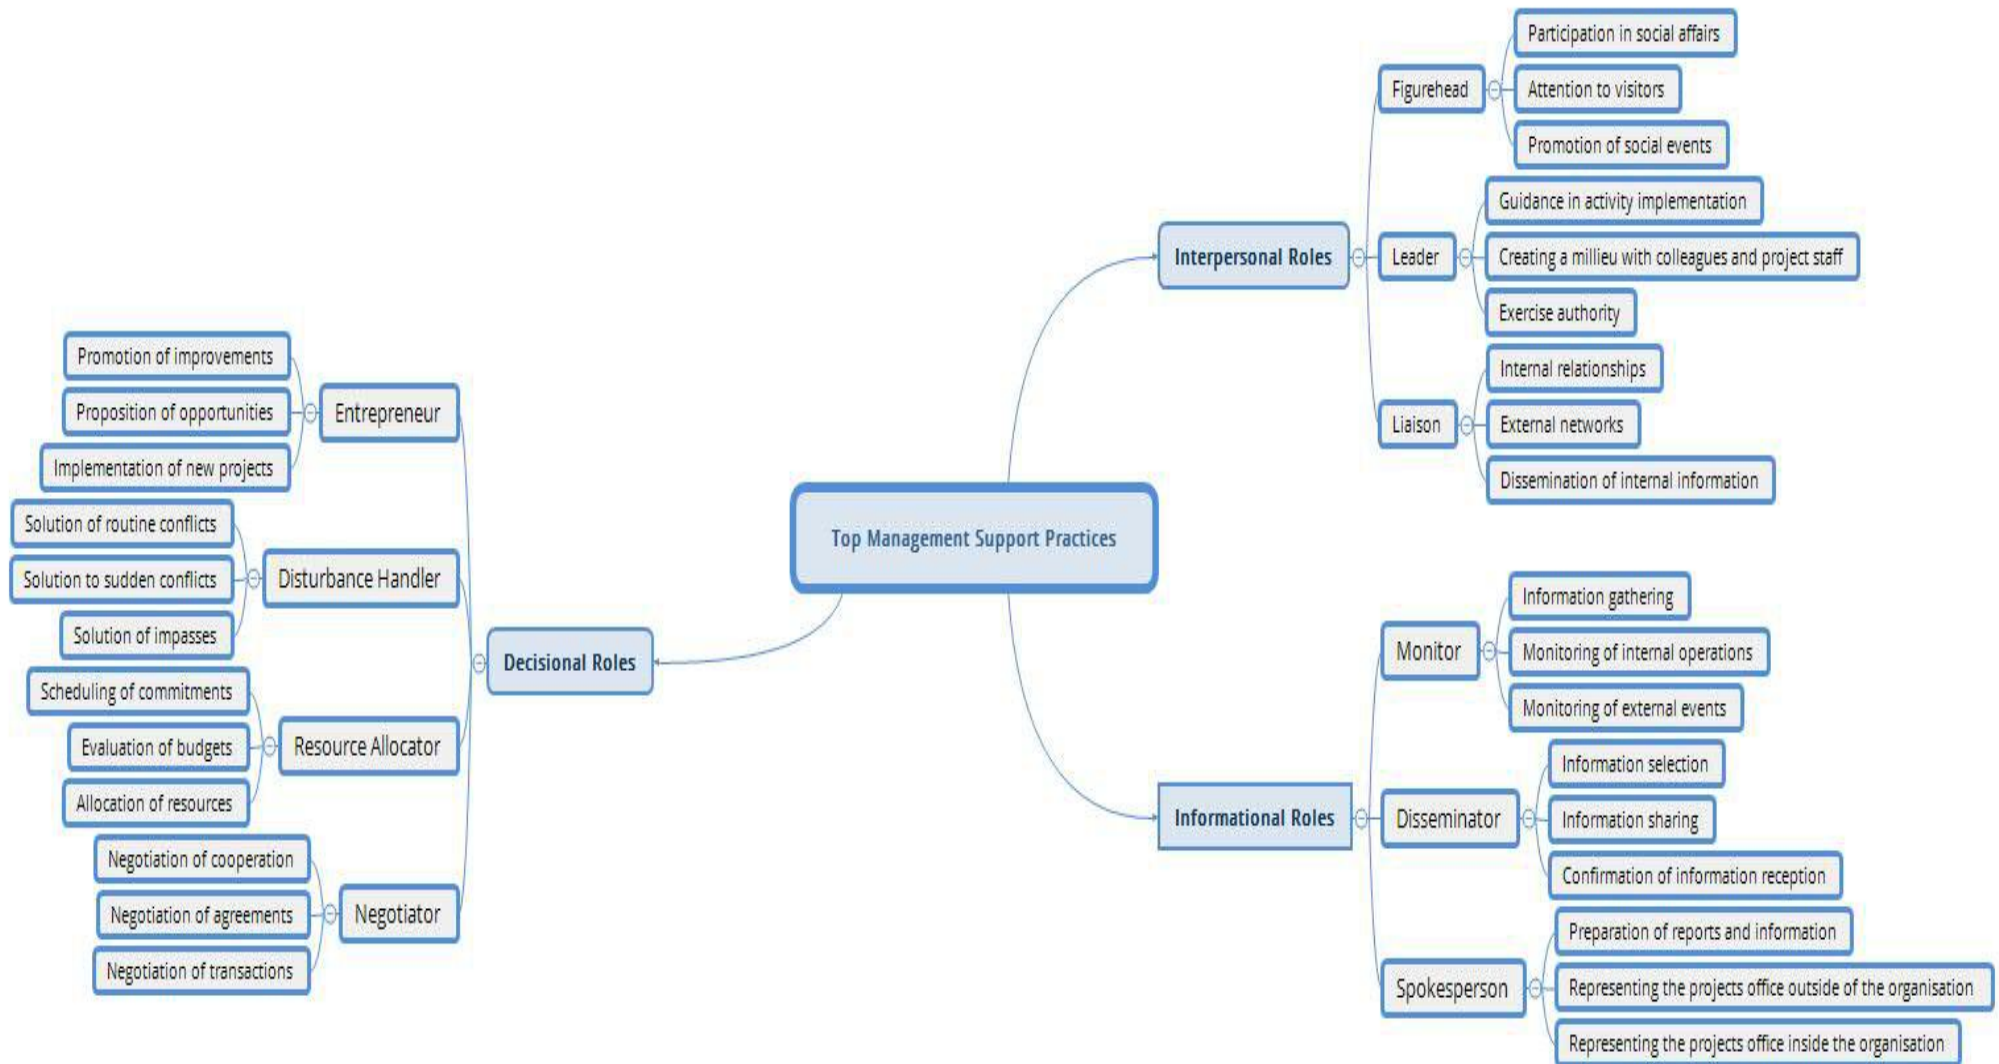 Top Management Support Practices
Interpersonal Roles
Figurehead
Participation in social affairs
Attention to visitors
Promotion of social events
Leader
Guidance in activity implementation
Creating a millieu with colleagues and project staff
Exercise authority
Liaison
Internal relationships
External networks
Dissemination of internal information
Informational Roles
Monitor
Information gathering
Monitoring of internal operations
Monitoring of external events
Disseminator
Information selection
Information sharing
Confirmation of information reception
Spokesperson
Preparation of reports and information
Representing the projects office outside of the organisation
Representing the projects office inside the organisation
Decisional Roles
Entrepreneur
Promotion of improvements
Proposition of opportunities
Implementation of new projects
Disturbance Handler
Solution of routine conflicts
Solution to sudden conflicts
Solution of impasses
Resource Allocator
Scheduling of commitments
Evaluation of budgets
Allocation of resources
Negotiator
Negotiation of cooperation
Negotiation of agreements
Negotiation of transactions